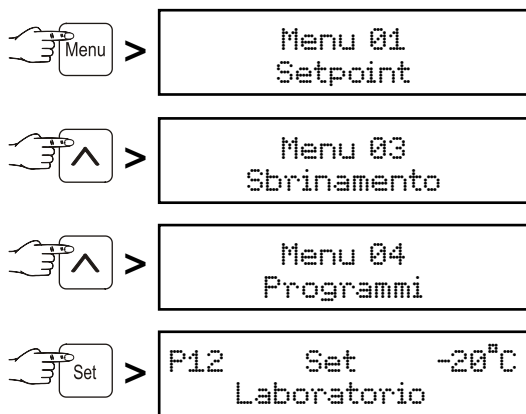 Menu > Menu 01
Setpoint
> Menu 03
Sbrinamento
> Menu 04
Programmi
Set > P12 Set -20°C
Laboratorio